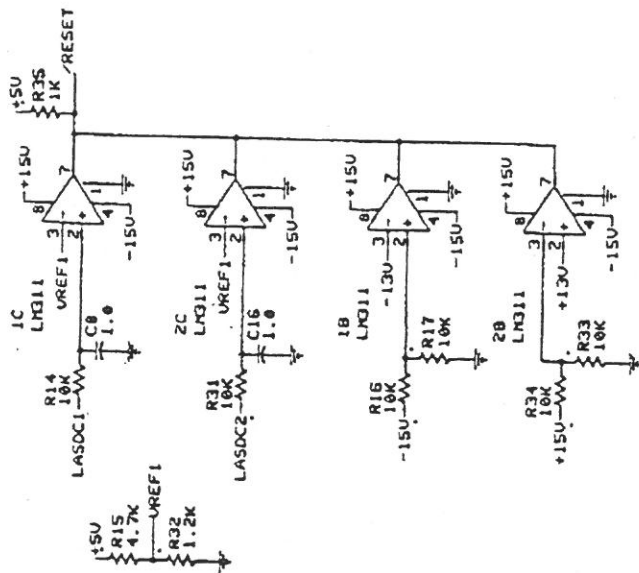 +5V
R35
1K
/RESET
+15V
8
7
1
3
-
2
+
4
-15V
VREF1
1C
LM311
C8
1.0
R14
10K
LASDC1
+15V
8
7
1
3
-
2
+
4
-15V
VREF1
2C
LM311
C16
1.0
R31
10K
LASDC2
+15V
8
7
1
3
-
2
+
4
-15V
-13V
1B
LM311
R17
10K
R16
10K
-15V
+15V
8
7
1
3
-
2
+
4
-15V
+13V
2B
LM311
R33
10K
R34
10K
+15V
+5V
R15
4.7K
VREF1
R32
1.2K